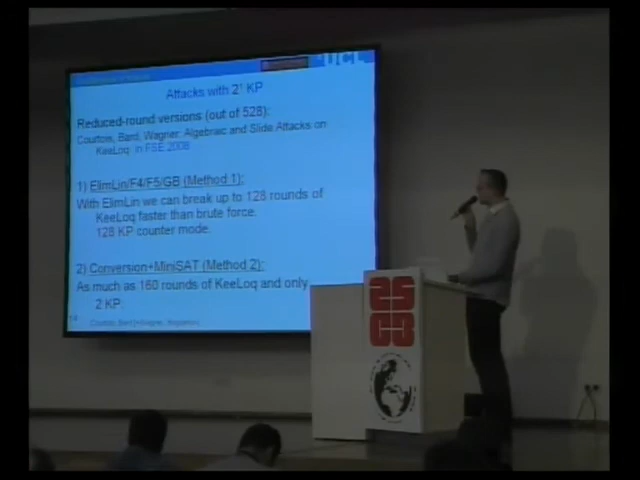 UCL
Attacks with 2¹ KP
Reduced-round versions (out of 528):
Courtois, Bard, Wagner: Algebraic and Slide Attacks on
KeeLoq, in FSE 2008
1) ElimLin/F4/F5/GB (Method 1):
With ElimLin we can break up to 128 rounds of
KeeLoq faster than brute force.
128 KP counter mode.
2) Conversion+MiniSAT (Method 2):
As much as 160 rounds of KeeLoq and only
2 KP.
25
C3